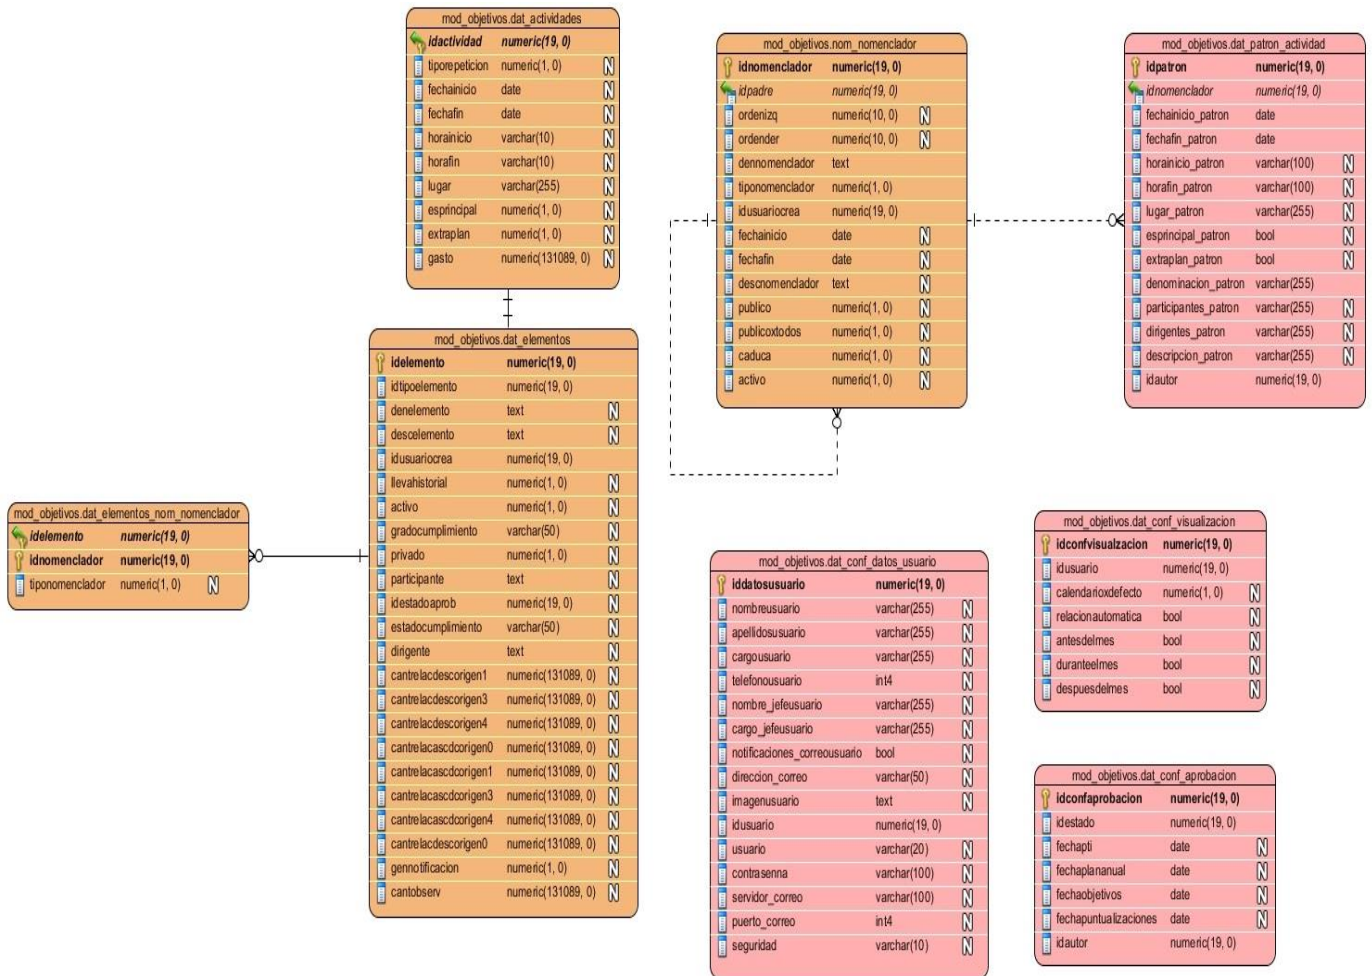 mod_objetivos.dat_actividades
idactividad numeric(19, 0)
tiporepeticion numeric(1, 0) N
fechainicio date N
fechafin date N
horainicio varchar(10) N
horafin varchar(10) N
lugar varchar(255) N
esprincipal numeric(1, 0) N
extraplan numeric(1, 0) N
gasto numeric(131089, 0) N
mod_objetivos.nom_nomenclador
idnomenclador numeric(19, 0)
idpadre numeric(19, 0)
ordenizq numeric(10, 0) N
ordender numeric(10, 0) N
dennomenclador text
tiponomenclador numeric(1, 0)
idusuariocrea numeric(19, 0)
fechainicio date N
fechafin date N
descnomenclador text N
publico numeric(1, 0) N
publicoxtodos numeric(1, 0) N
caduca numeric(1, 0) N
activo numeric(1, 0) N
mod_objetivos.dat_patron_actividad
idpatron numeric(19, 0)
idnomenclador numeric(19, 0)
fechainicio_patron date
fechafin_patron date
horainicio_patron varchar(100) N
horafin_patron varchar(100) N
lugar_patron varchar(255) N
esprincipal_patron bool N
extraplan_patron bool N
denominacion_patron varchar(255)
participantes_patron varchar(255) N
dirigentes_patron varchar(255) N
descripcion_patron varchar(255) N
idautor numeric(19, 0)
mod_objetivos.dat_elementos
idelemento numeric(19, 0)
idtipoelemento numeric(19, 0)
denelemento text N
descelemento text N
idusuariocrea numeric(19, 0)
llevahistorial numeric(1, 0) N
activo numeric(1, 0) N
gradocumplimiento varchar(50) N
privado numeric(1, 0) N
participante text N
idestadoaprob numeric(19, 0) N
estadocumplimiento varchar(50) N
dirigente text N
cantrelacdescorigen1 numeric(131089, 0) N
cantrelacdescorigen3 numeric(131089, 0) N
cantrelacdescorigen4 numeric(131089, 0) N
cantrelacascdcorigen0 numeric(131089, 0) N
cantrelacascdcorigen1 numeric(131089, 0) N
cantrelacascdcorigen3 numeric(131089, 0) N
cantrelacascdcorigen4 numeric(131089, 0) N
cantrelacdescorigen0 numeric(131089, 0) N
gennotificacion numeric(1, 0) N
cantobserv numeric(131089, 0) N
mod_objetivos.dat_elementos_nom_nomenclador
idelemento numeric(19, 0)
idnomenclador numeric(19, 0)
tiponomenclador numeric(1, 0) N
mod_objetivos.dat_conf_datos_usuario
iddatosusuario numeric(19, 0)
nombreusuario varchar(255) N
apellidosusuario varchar(255) N
cargousuario varchar(255) N
telefonousuario int4 N
nombre_jefeusuario varchar(255) N
cargo_jefeusuario varchar(255) N
notificaciones_correousuario bool N
direccion_correo varchar(50) N
imagenusuario text N
idusuario numeric(19, 0)
usuario varchar(20) N
contrasenna varchar(100) N
servidor_correo varchar(100) N
puerto_correo int4 N
seguridad varchar(10) N
mod_objetivos.dat_conf_visualizacion
idconfvisualzacion numeric(19, 0)
idusuario numeric(19, 0)
calendarioxdefecto numeric(1, 0) N
relacionautomatica bool N
antesdelmes bool N
duranteelmes bool N
despuesdelmes bool N
mod_objetivos.dat_conf_aprobacion
idconfaprobacion numeric(19, 0)
idestado numeric(19, 0)
fechapti date N
fechaplananual date N
fechaobjetivos date N
fechapuntualizaciones date N
idautor numeric(19, 0)